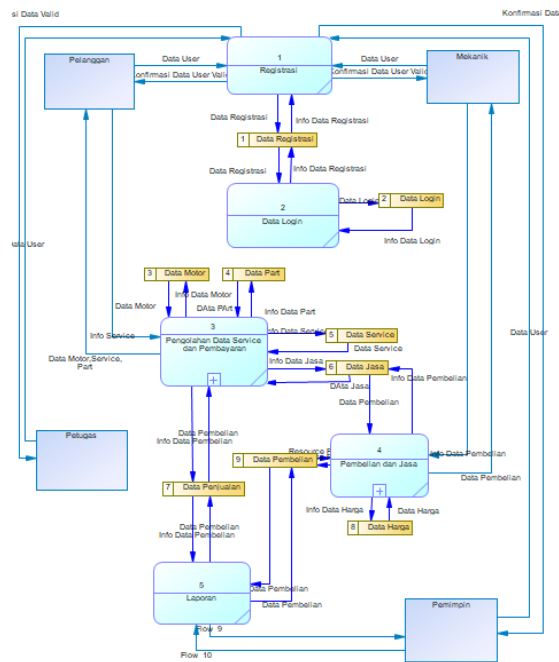 si Data Valid
Konfirmasi Data
1
Registrasi
Pelanggan
Data User
Konfirmasi Data User Valid
Data User
Konfirmasi Data User Valid
Mekanik
Data Registrasi
Info Data Registrasi
1 Data Registrasi
Data Registrasi
Info Data Registrasi
2
Data Login
Data Login
2 Data Login
Info Data Login
Data User
3 Data Motor
4 Data Part
Info Data Motor
Data Motor
DAta PArt
Info Data Part
3
Pengolahan Data Service
dan Pembayaran
Info Data Service
5 Data Service
Data Service
Info Service
Data User
Data Motor,Service,
Part
Info Data Jasa
6 Data Jasa
DAta Jasa
Info Data Pembelian
Data Pembelian
Petugas
Data Pembelian
Info Data Pembelian
9 Data Pembelian
4
Pembelian dan Jasa
Info Data Pembelian
Data Pembelian
7 Data Penjualan
Info Data Harga
Data Harga
8 Data Harga
Data Pembelian
Info Data Pembelian
5
Laporan
Data Pembelian
Data Pembelian
Pemimpin
Flow_9
Flow_10